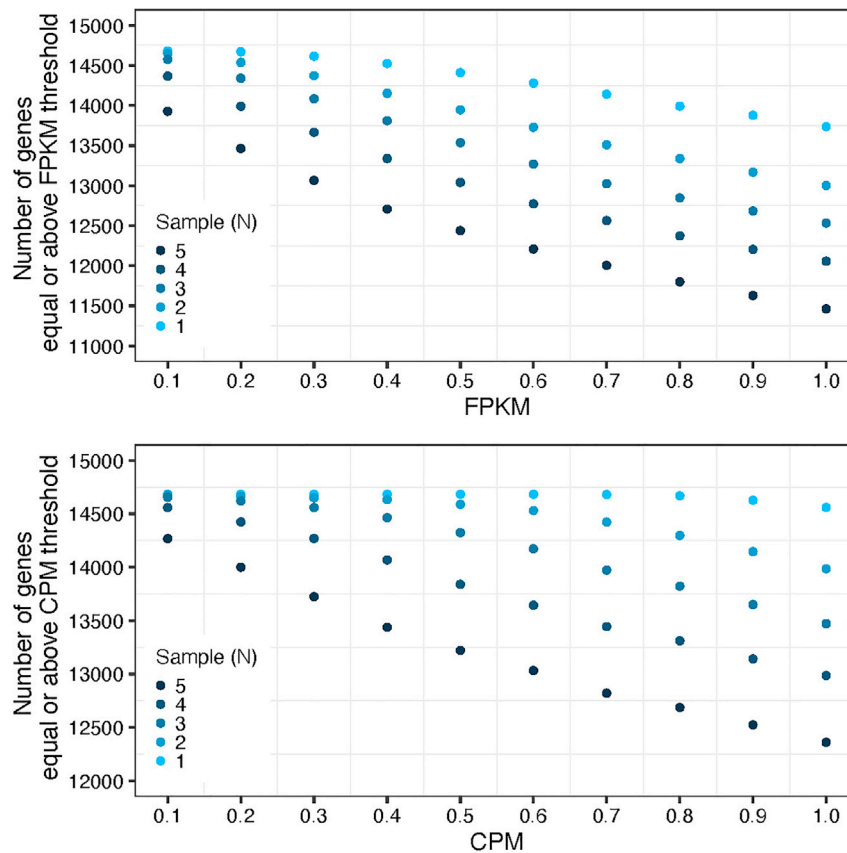 Number of genes
equal or above FPKM threshold
15000
14500
14000
13500
13000
12500
12000
11500
11000
Sample (N)
5
4
3
2
1
0.1 0.2 0.3 0.4 0.5 0.6 0.7 0.8 0.9 1.0
FPKM
Number of genes
equal or above CPM threshold
15000
14500
14000
13500
13000
12500
12000
Sample (N)
5
4
3
2
1
0.1 0.2 0.3 0.4 0.5 0.6 0.7 0.8 0.9 1.0
CPM